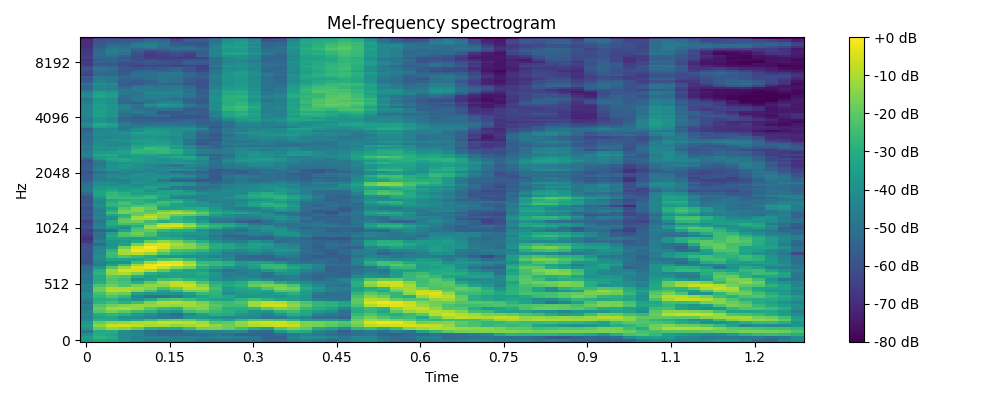 Mel-frequency spectrogram
Hz
8192
4096
2048
1024
512
0
0 0.15 0.3 0.45 0.6 0.75 0.9 1.1 1.2
Time
+0 dB
-10 dB
-20 dB
-30 dB
-40 dB
-50 dB
-60 dB
-70 dB
-80 dB